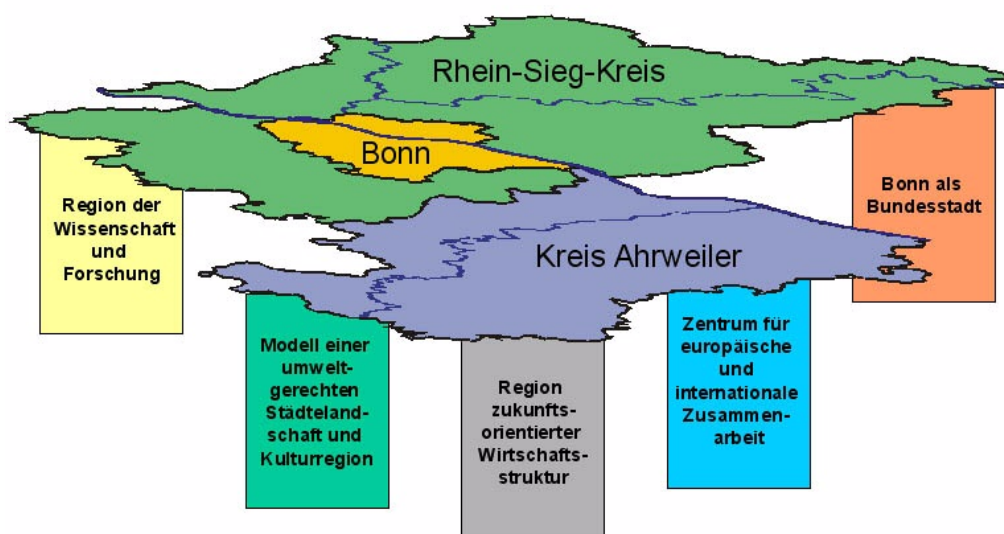 Rhein-Sieg-Kreis
Bonn
Kreis Ahrweiler
Region der
Wissenschaft
und
Forschung
Modell einer
umwelt-
gerechten
Städteland-
schaft und
Kulturregion
Region
zukunfts-
orientierter
Wirtschafts-
struktur
Zentrum für
europäische
und
internationale
Zusammen-
arbeit
Bonn als
Bundesstadt